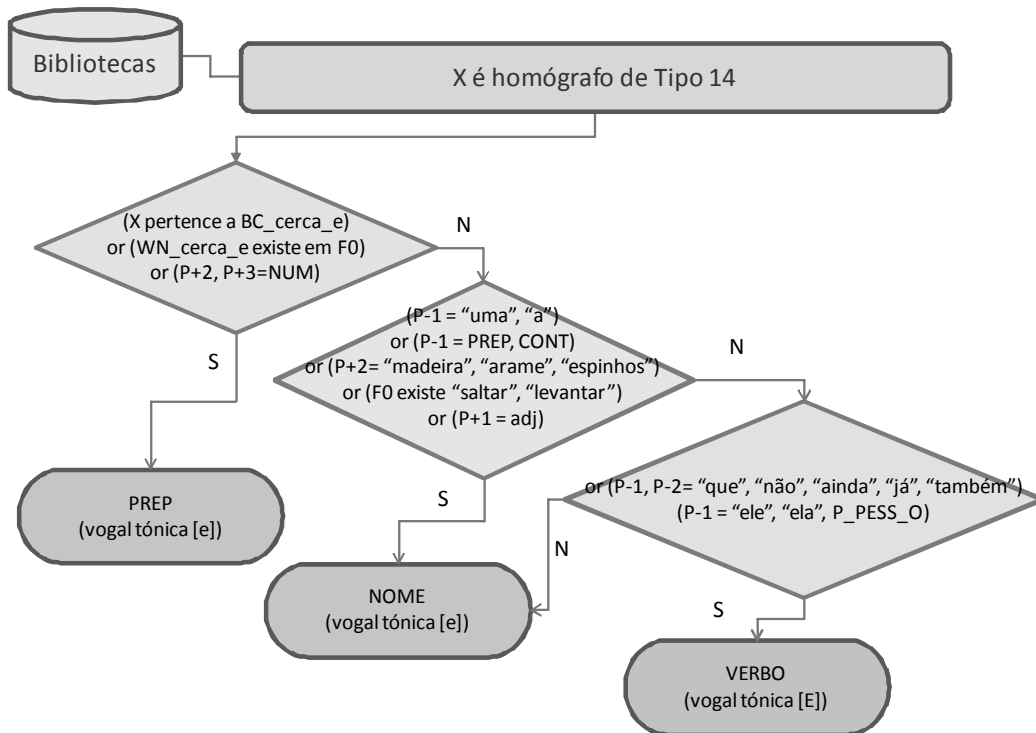 Bibliotecas
X é homógrafo de Tipo 14
(X pertence a BC_cerca_e)
or (WN_cerca_e existe em F0)
or (P+2, P+3=NUM)
N
S
(P-1 = “uma”, “a”)
or (P-1 = PREP, CONT)
or (P+2= “madeira”, “arame”, “espinhos”)
or (F0 existe “saltar”, “levantar”)
or (P+1 = adj)
N
S
PREP
(vogal tónica [e])
or (P-1, P-2= “que”, “não”, “ainda”, “já”, “também”)
(P-1 = “ele”, “ela”, P_PESS_O)
N
S
NOME
(vogal tónica [e])
VERBO
(vogal tónica [E])